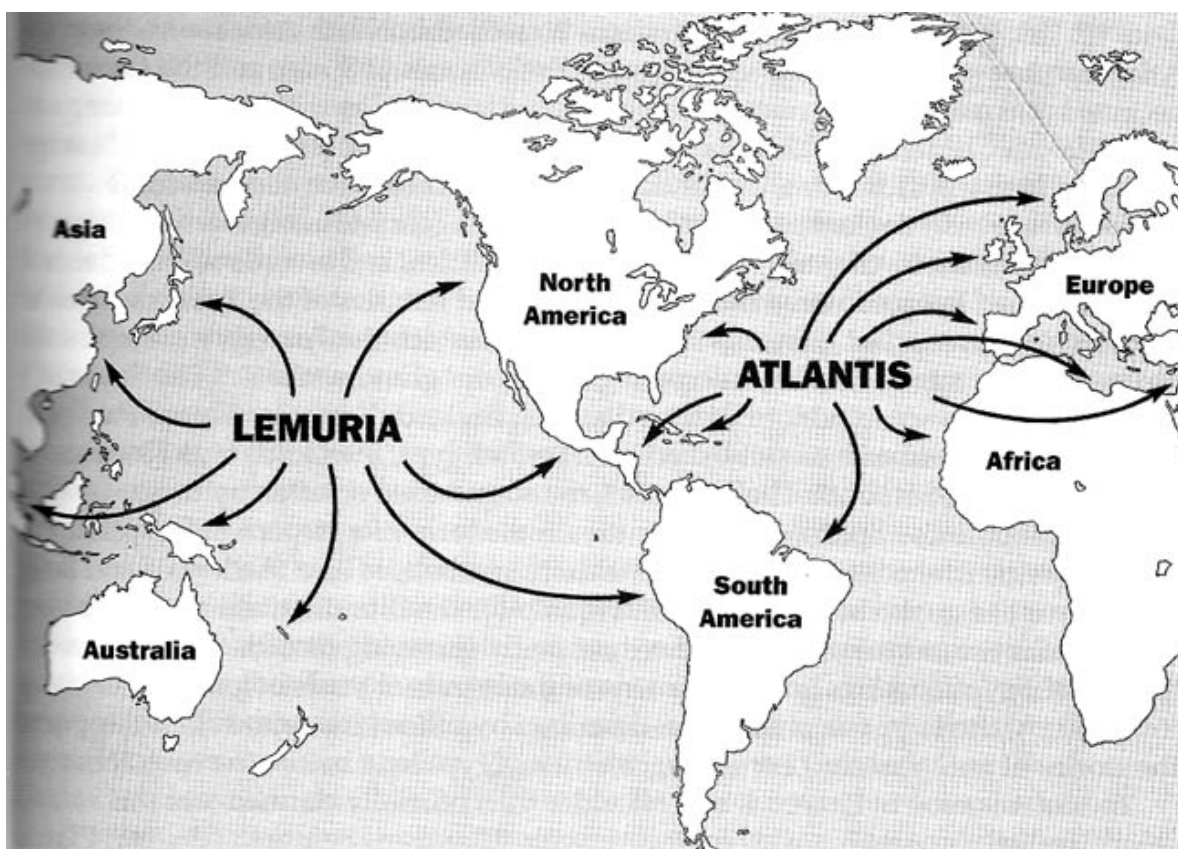 Asia
North
America
Europe
ATLANTIS
LEMURIA
Africa
South
America
Australia